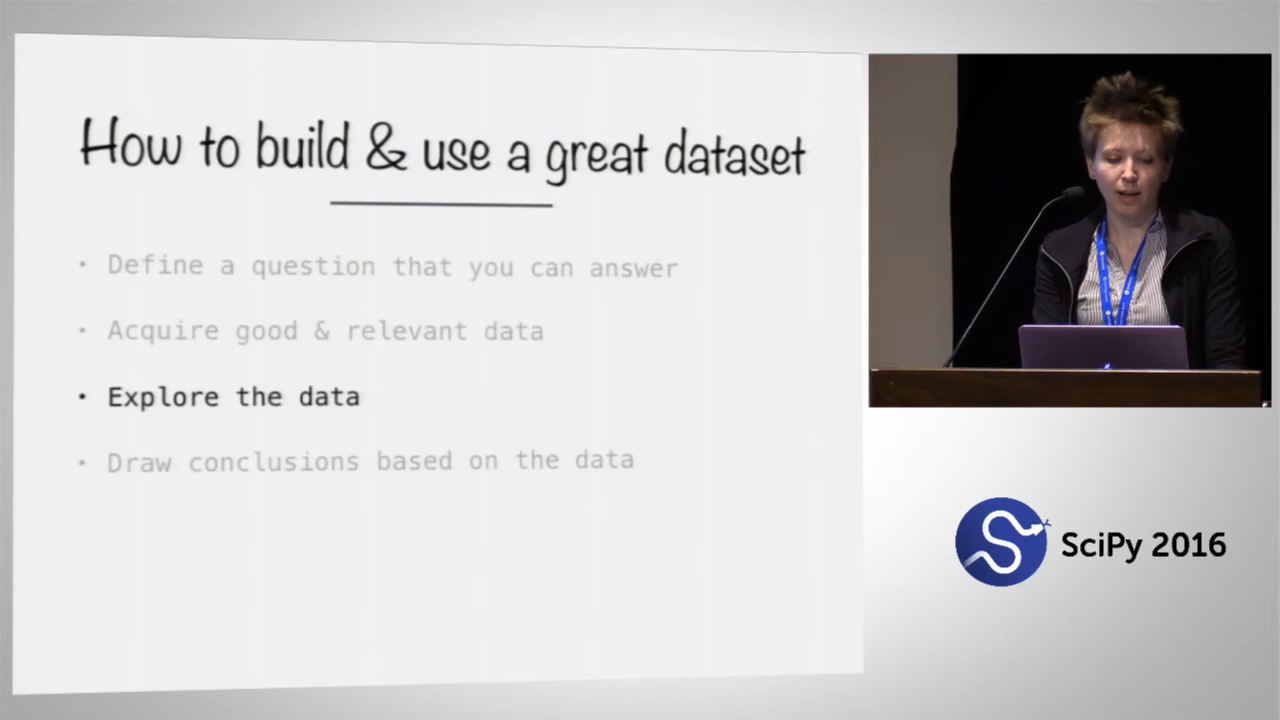 How to build & use a great dataset
• Define a question that you can answer
• Acquire good & relevant data
• Explore the data
• Draw conclusions based on the data
SciPy 2016